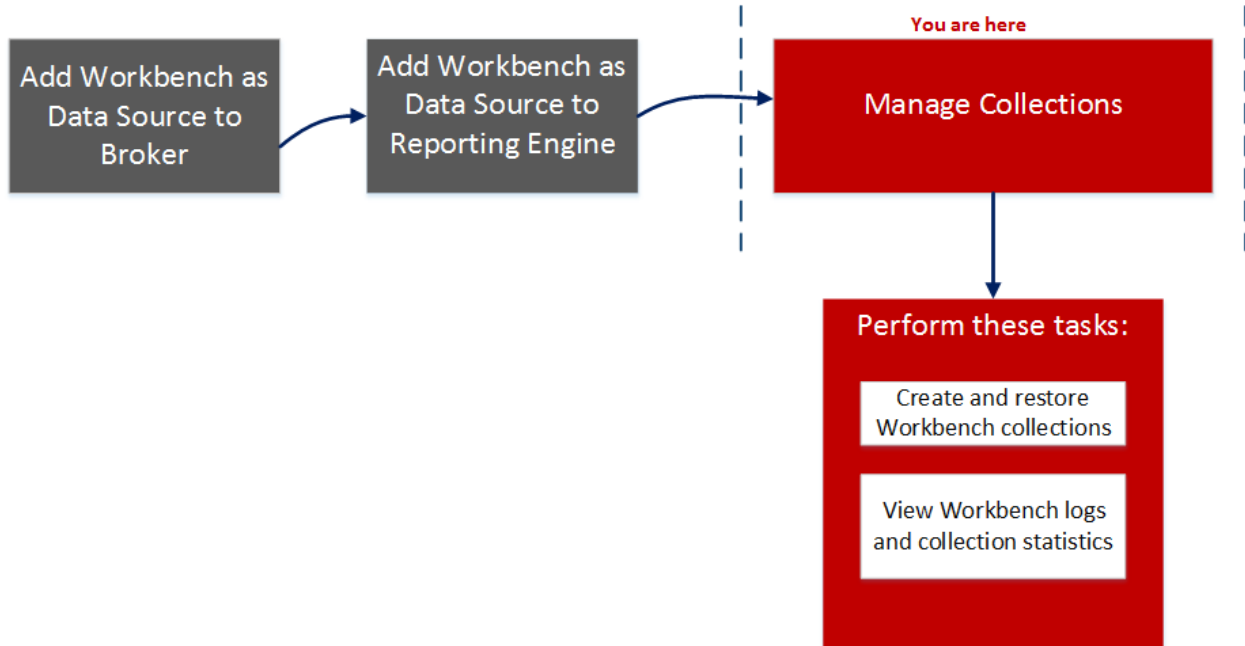 You are here
Add Workbench as
Data Source to
Broker
Add Workbench as
Data Source to
Reporting Engine
Manage Collections
Perform these tasks:
Create and restore
Workbench collections
View Workbench logs
and collection statistics